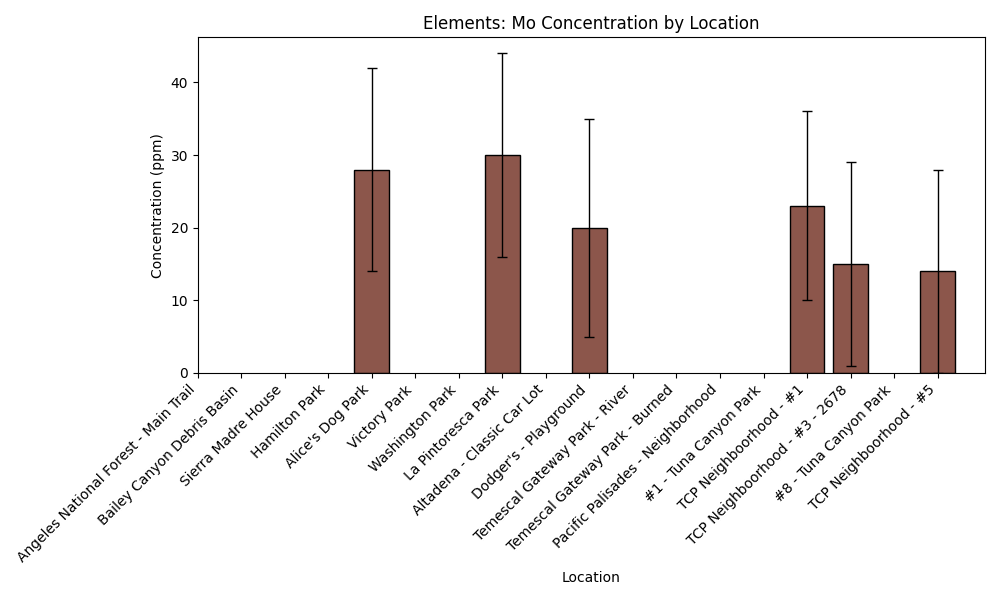 Elements: Mo Concentration by Location
Concentration (ppm)
40
30
20
10
0
Angeles National Forest - Main Trail
Bailey Canyon Debris Basin
Sierra Madre House
Hamilton Park
Alice's Dog Park
Victory Park
Washington Park
La Pintoresca Park
Altadena - Classic Car Lot
Dodger's - Playground
Temescal Gateway Park - River
Temescal Gateway Park - Burned
Pacific Palisades - Neighborhood
#1 - Tuna Canyon Park
TCP Neighboorhood - #1
TCP Neighboorhood - #3 - 2678
#8 - Tuna Canyon Park
TCP Neighboorhood - #5
Location